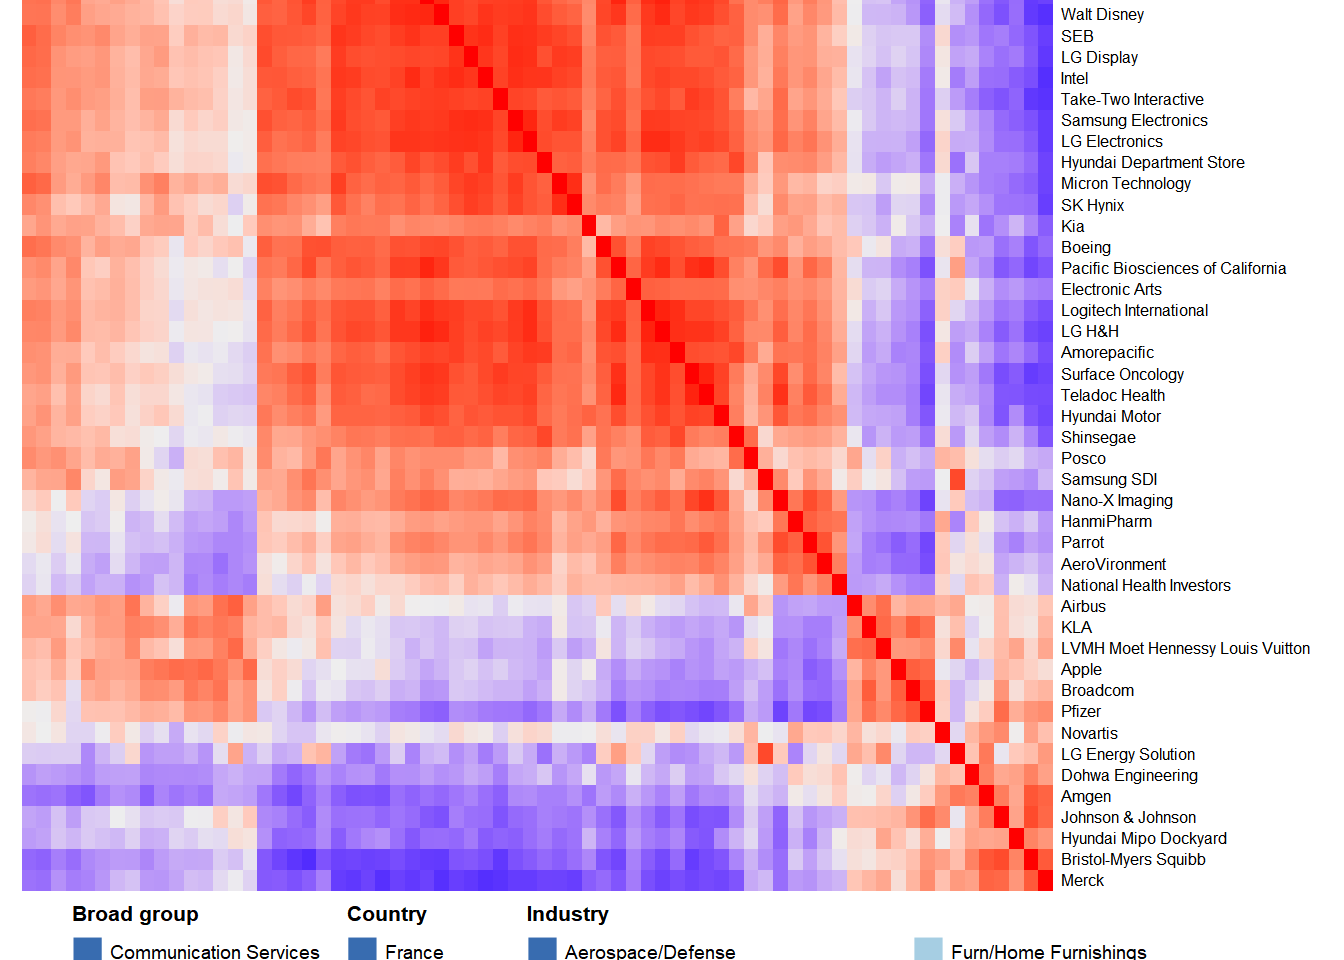 Walt Disney
SEB
LG Display
Intel
Take-Two Interactive
Samsung Electronics
LG Electronics
Hyundai Department Store
Micron Technology
SK Hynix
Kia
Boeing
Pacific Biosciences of California
Electronic Arts
Logitech International
LG H&H
Amorepacific
Surface Oncology
Teladoc Health
Hyundai Motor
Shinsegae
Posco
Samsung SDI
Nano-X Imaging
HanmiPharm
Parrot
AeroVironment
National Health Investors
Airbus
KLA
LVMH Moet Hennessy Louis Vuitton
Apple
Broadcom
Pfizer
Novartis
LG Energy Solution
Dohwa Engineering
Amgen
Johnson & Johnson
Hyundai Mipo Dockyard
Bristol-Myers Squibb
Merck
Broad group Country Industry
Communication Services France Aerospace/Defense Furn/Home Furnishings